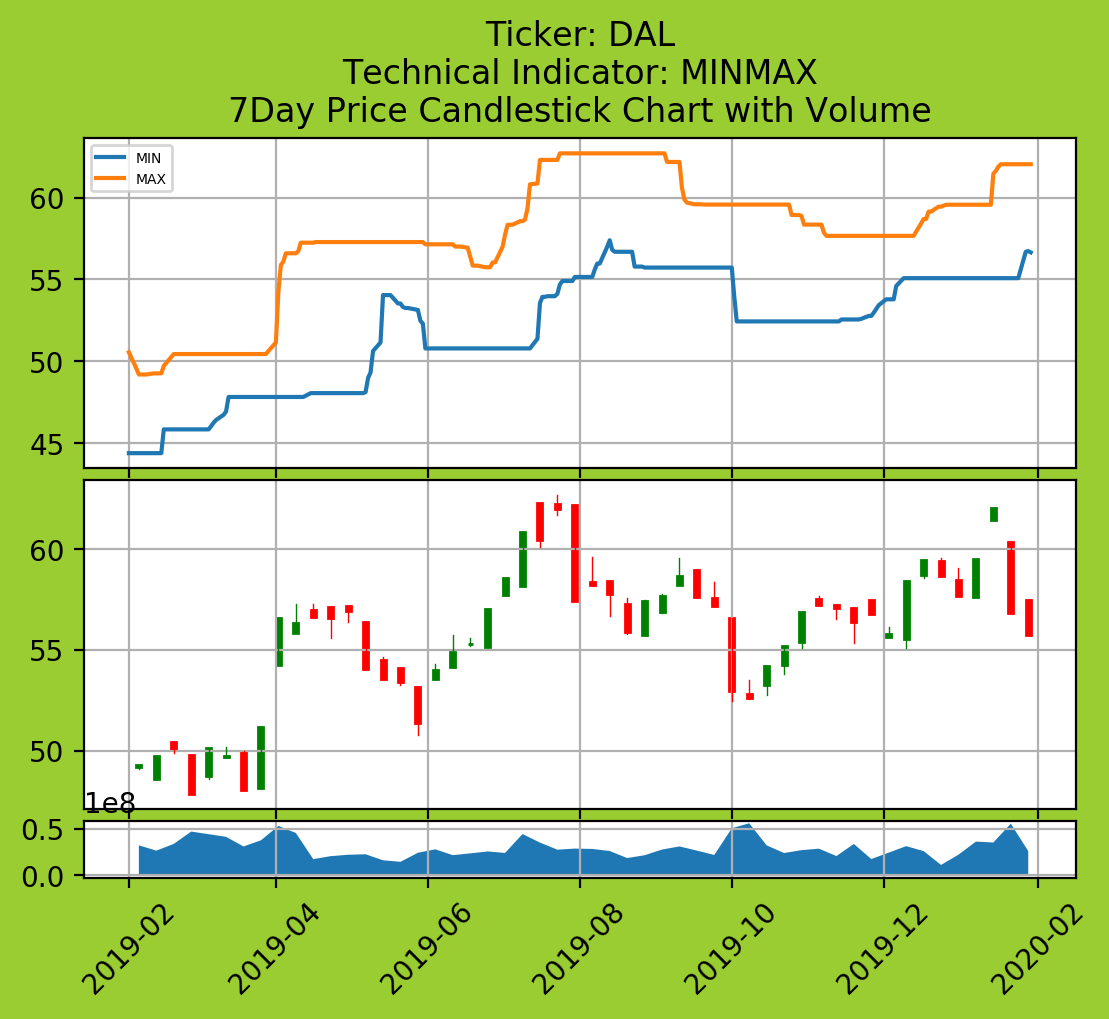 Ticker: DAL
Technical Indicator: MINMAX
7Day Price Candlestick Chart with Volume
MIN
MAX
60
55
50
45
60
55
50
1e8
0.5
0.0
2019-02
2019-04
2019-06
2019-08
2019-10
2019-12
2020-02